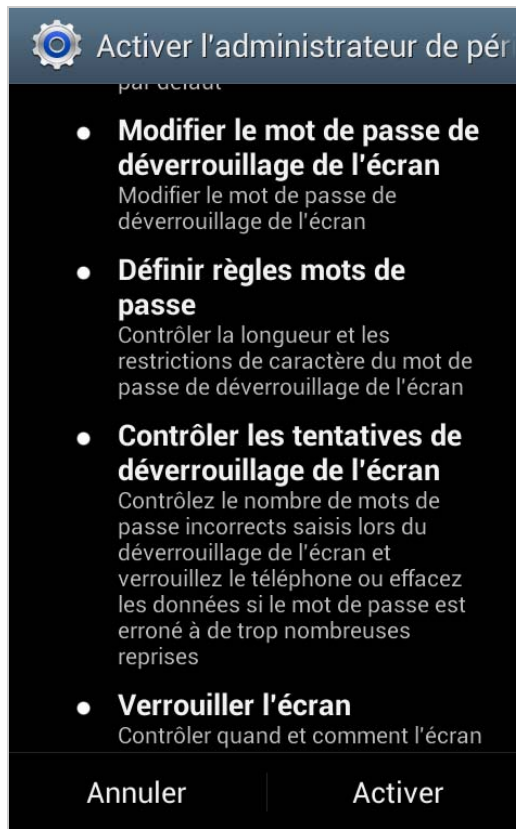 Activer l'administrateur de péri
par défaut
Modifier le mot de passe de
déverrouillage de l'écran
Modifier le mot de passe de
déverrouillage de l'écran
Définir règles mots de
passe
Contrôler la longueur et les
restrictions de caractère du mot de
passe de déverrouillage de l'écran
Contrôler les tentatives de
déverrouillage de l'écran
Contrôlez le nombre de mots de
passe incorrects saisis lors du
déverrouillage de l'écran et
verrouillez le téléphone ou effacez
les données si le mot de passe est
erroné à de trop nombreuses
reprises
Verrouiller l'écran
Contrôler quand et comment l'écran
Annuler Activer